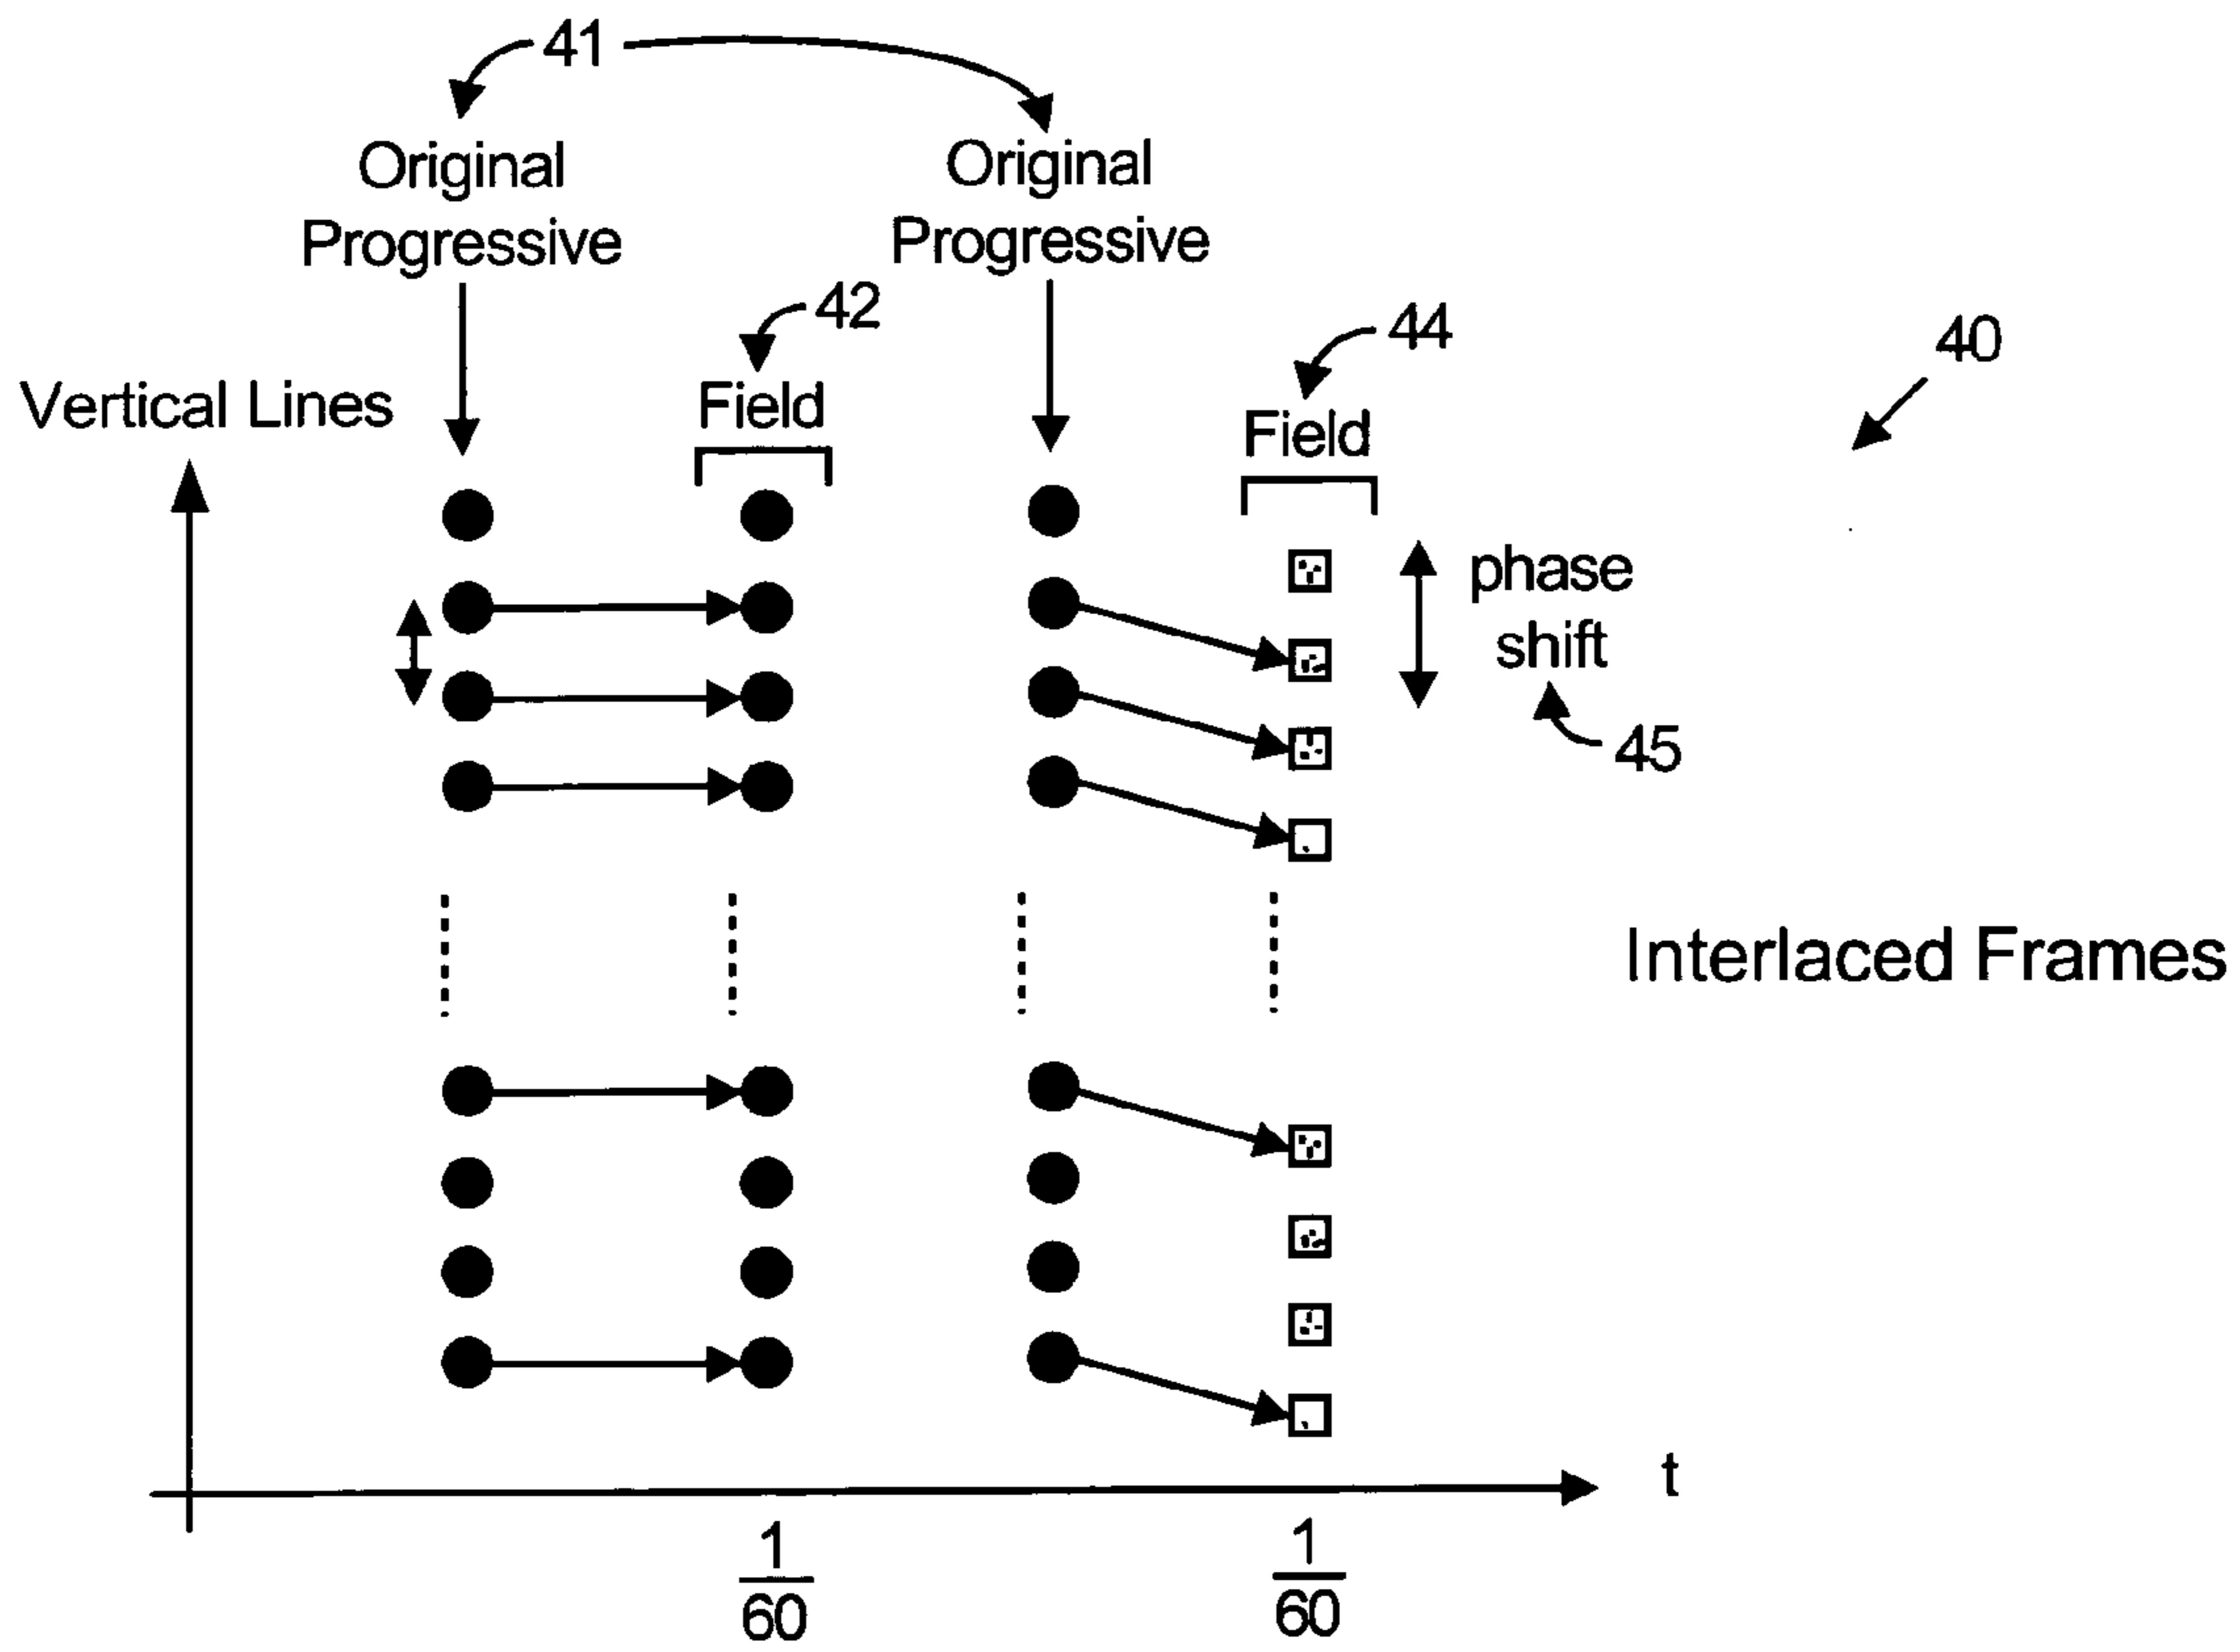 41
Original
Progressive
Original
Progressive
42
44
40
Vertical Lines
Field
Field
phase
shift
45
Interlaced Frames
t
1
60
1
60